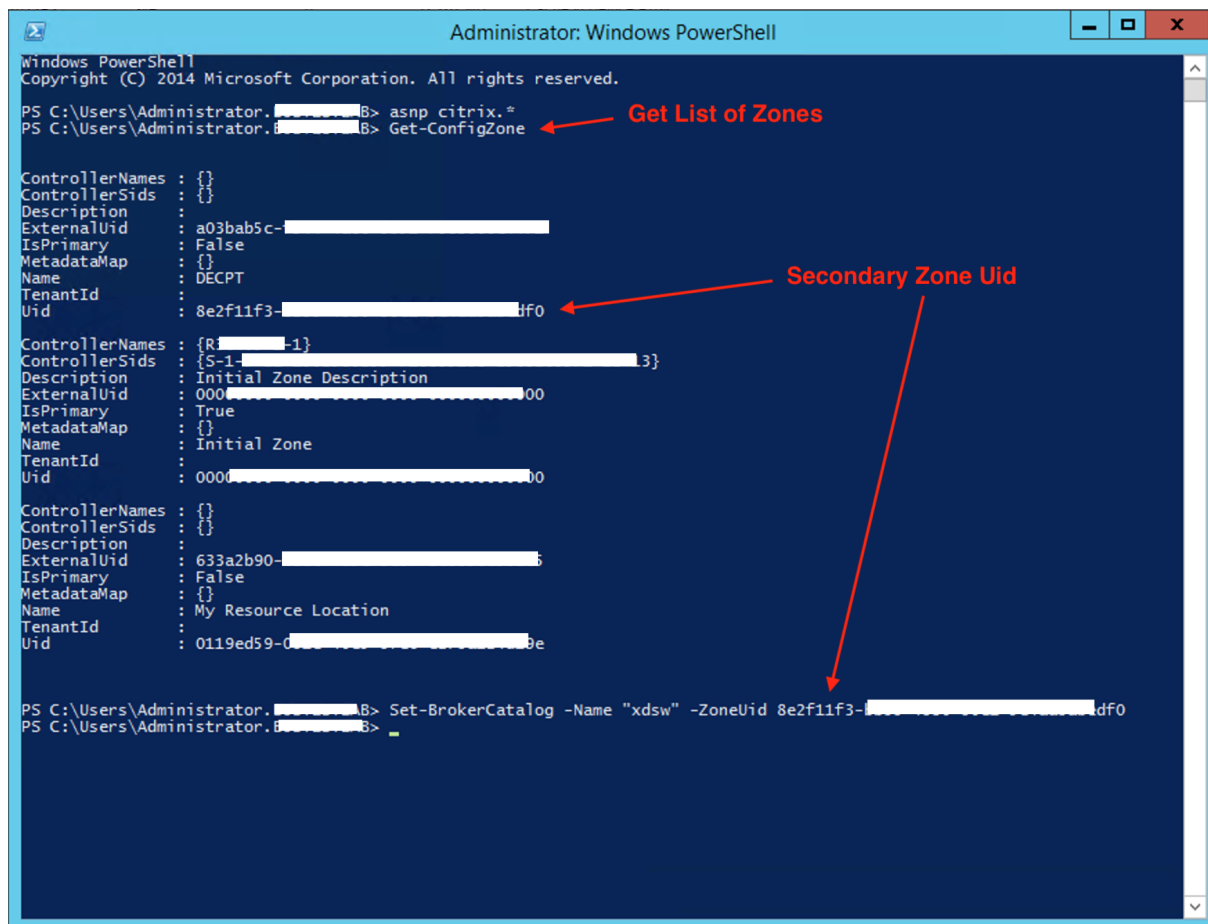 Administrator: Windows PowerShell
Windows PowerShell
Copyright (C) 2014 Microsoft Corporation. All rights reserved.
PS C:\Users\Administrator. B> asnp citrix.*
PS C:\Users\Administrator. B> Get-ConfigZone
Get List of Zones
ControllerNames : {}
ControllerSids : {}
Description :
ExternalUid : a03bab5c-
IsPrimary : False
MetadataMap : {}
Name : DECPT
TenantId :
Uid : 8e2f11f3- df0
Secondary Zone Uid
ControllerNames : {R -1}
ControllerSids : {S-1- 13}
Description : Initial Zone Description
ExternalUid : 000 000
IsPrimary : True
MetadataMap : {}
Name : Initial Zone
TenantId :
Uid : 0000 00
ControllerNames : {}
ControllerSids : {}
Description :
ExternalUid : 633a2b90-
IsPrimary : False
MetadataMap : {}
Name : My Resource Location
TenantId :
Uid : 0119ed59- 9e
PS C:\Users\Administrator. B> Set-BrokerCatalog -Name "xdsw" -ZoneUid 8e2f11f3- edf0
PS C:\Users\Administrator. B>